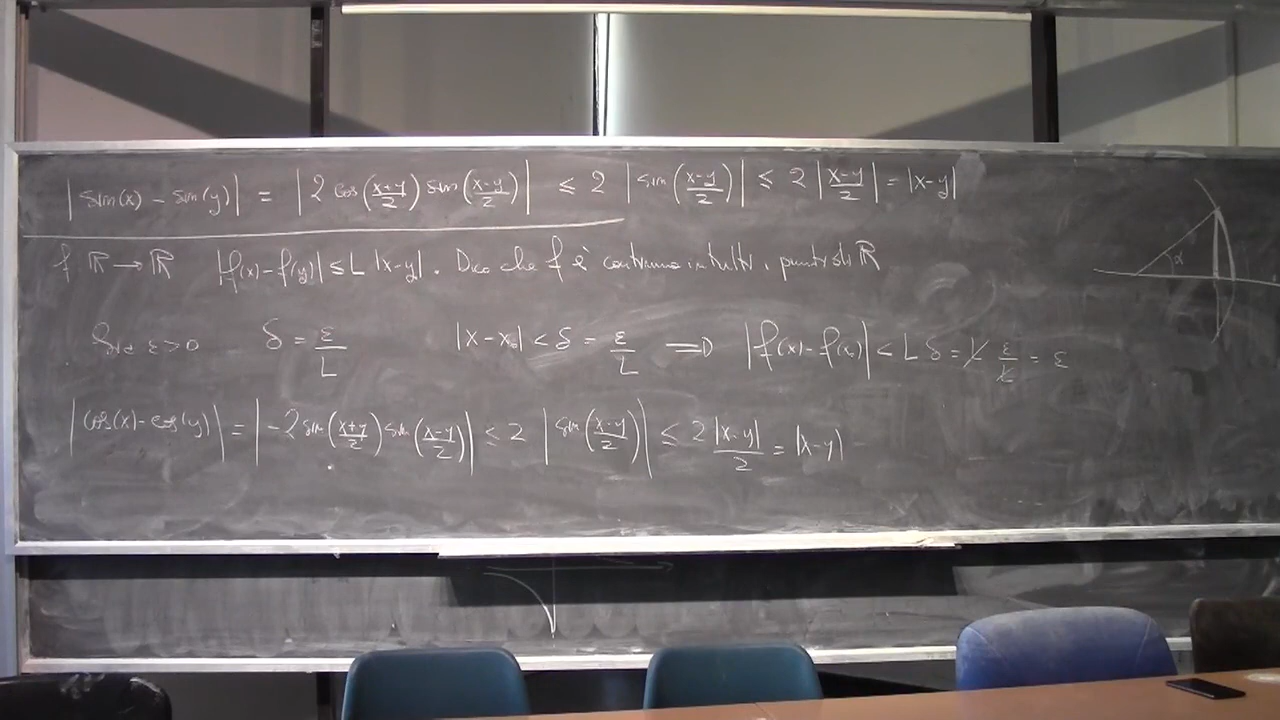 |sin(x) - sin(y)| = |2 cos(x+y/2) sin(x-y/2)| ≤ 2 |sin(x-y/2)| ≤ 2 |x-y/2| = |x-y|
f ℝ → ℝ |f(x) - f(y)| ≤ L |x-y|. Dico che f è continua in tutti i punti di ℝ
α
Sia ε > 0 δ = ε/L |x-x₀| < δ = ε/L ⟹ |f(x) - f(x₀)| < L δ = L ε/L = ε
|cos(x) - cos(y)| = |-2 sin(x+y/2) sin(x-y/2)| ≤ 2 |sin(x-y/2)| ≤ 2 |x-y|/2 = |x-y|